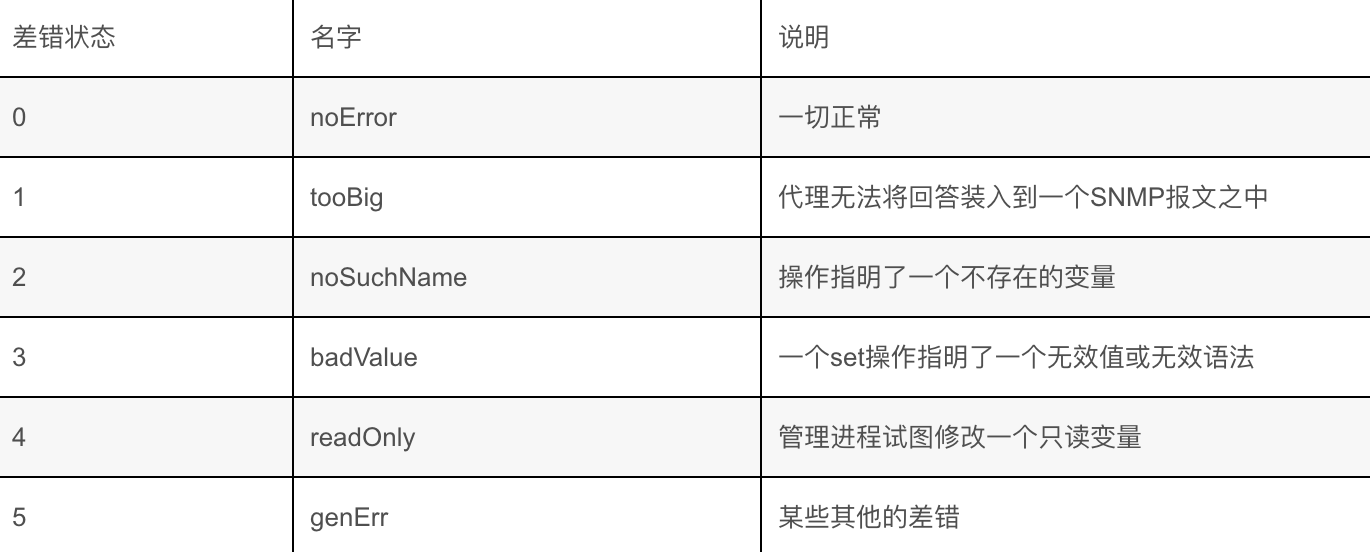 差错状态 名字 说明
0 noError 一切正常
1 tooBig 代理无法将回答装入到一个SNMP报文之中
2 noSuchName 操作指明了一个不存在的变量
3 badValue 一个set操作指明了一个无效值或无效语法
4 readOnly 管理进程试图修改一个只读变量
5 genErr 某些其他的差错